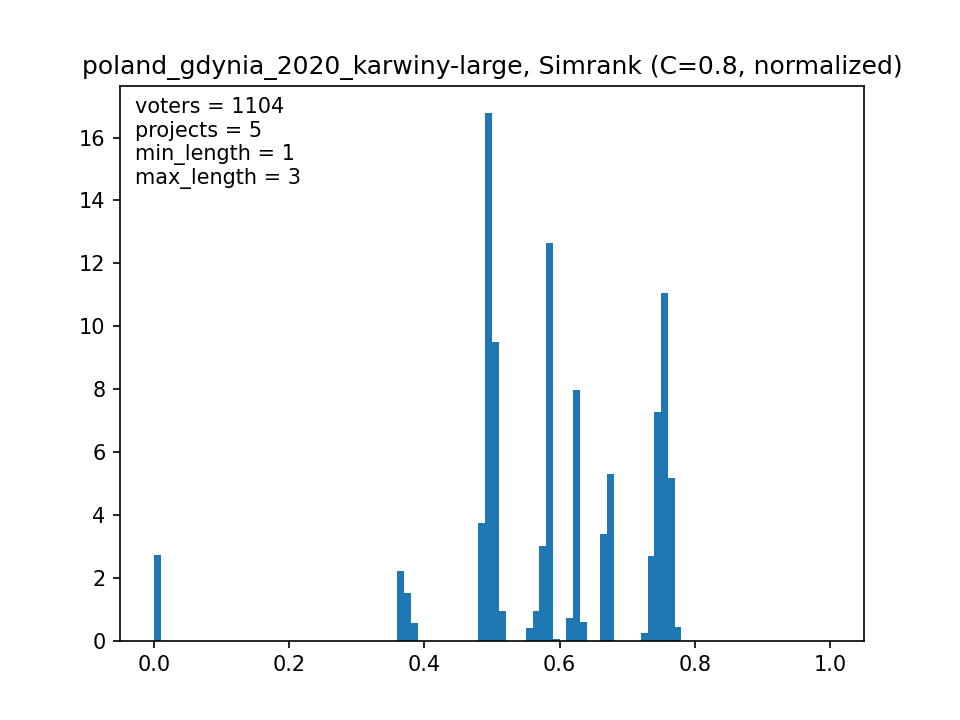 poland_gdynia_2020_karwiny-large, Simrank (C=0.8, normalized)
voters = 1104
projects = 5
min_length = 1
max_length = 3
16
14
12
10
8
6
4
2
0
0.0 0.2 0.4 0.6 0.8 1.0